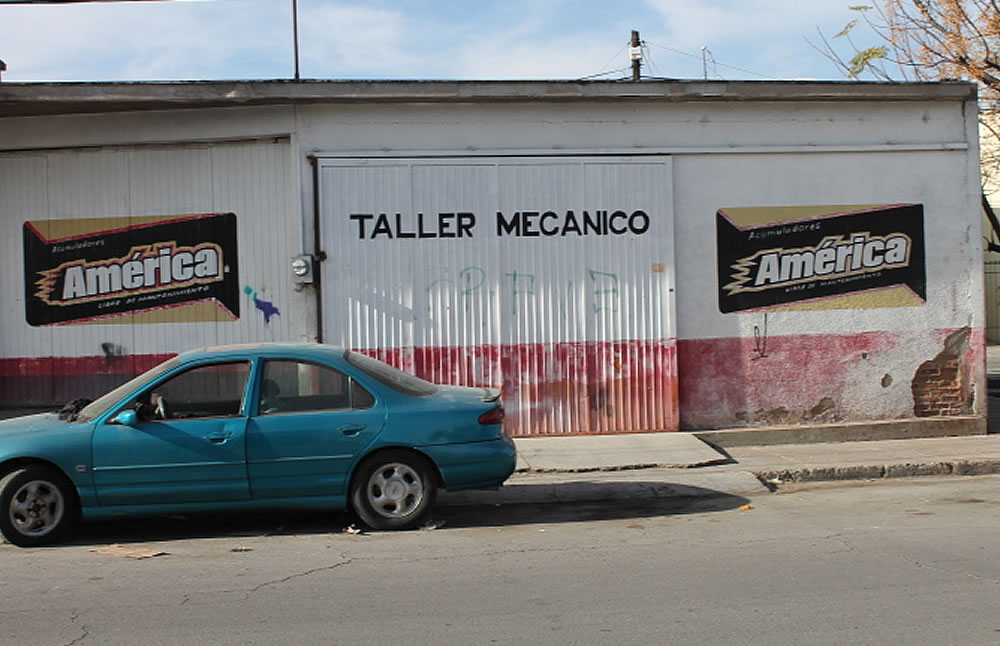 Acumuladores
América
LIBRE DE MANTENIMIENTO
TALLER MECANICO
Acumuladores
América
LIBRE DE MANTENIMIENTO